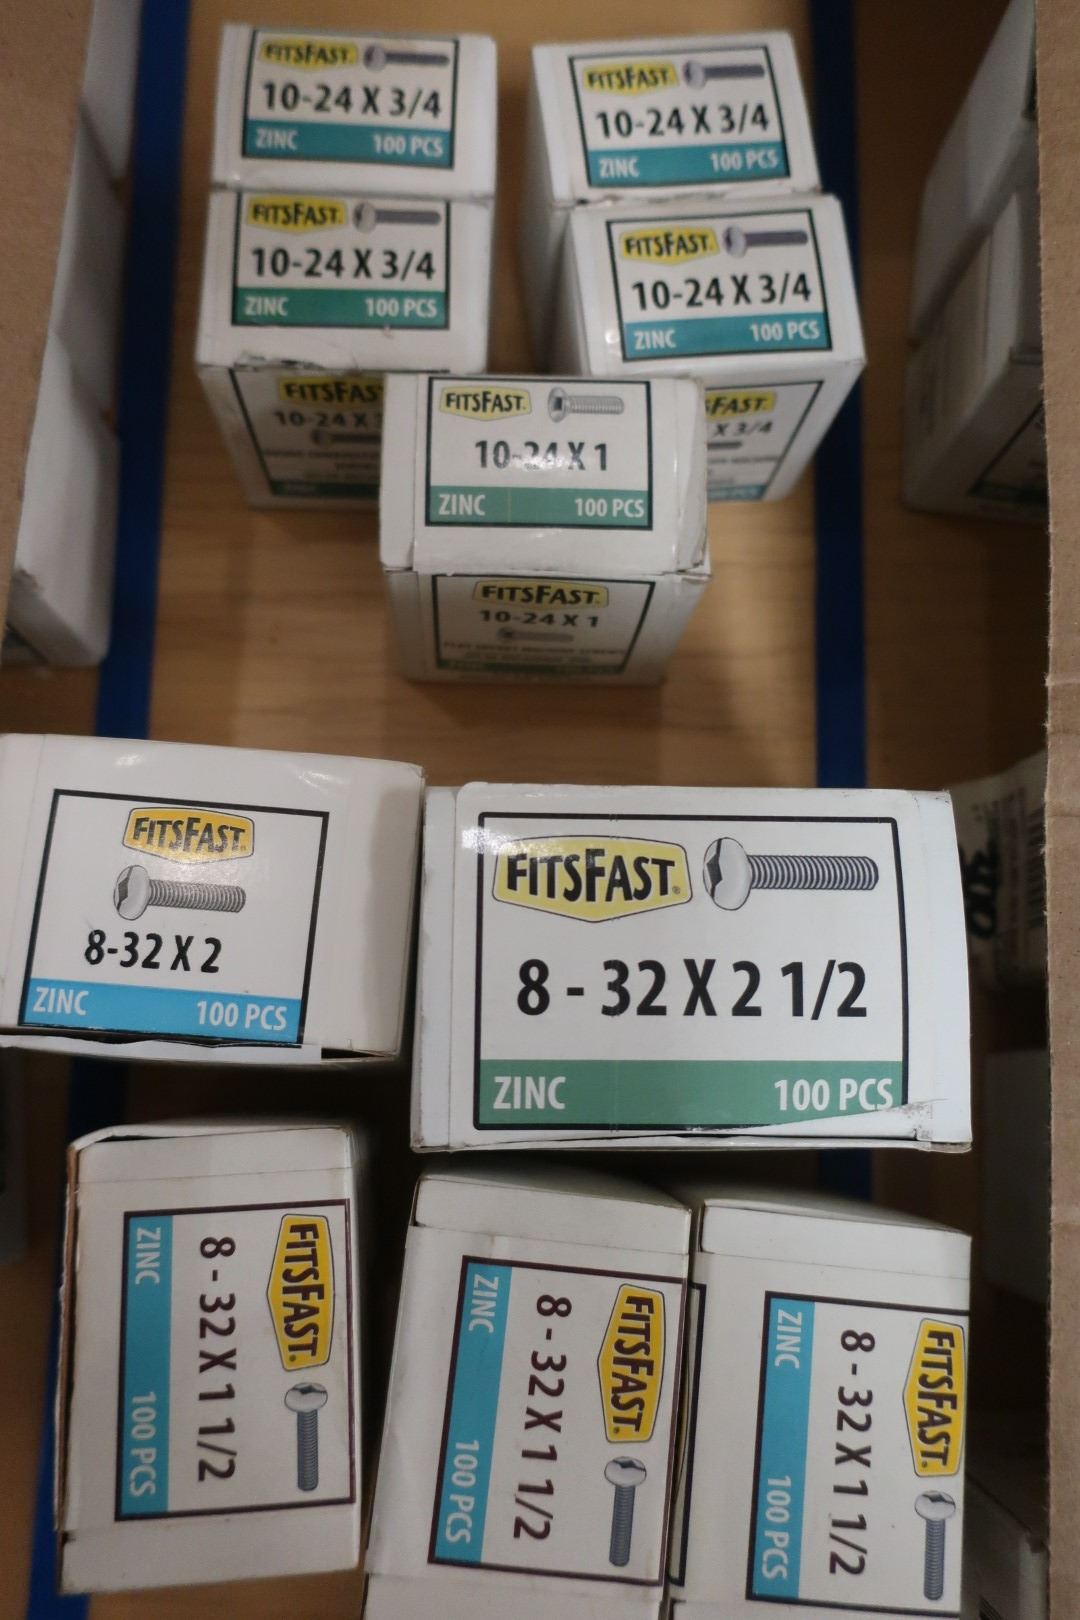 FITSFAST®
10-24 X 3/4
ZINC 100 PCS
FITSFAST®
10-24 X 3/4
ZINC 100 PCS
FITSFAST®
10-24 X 3/4
ZINC 100 PCS
FITSFAST®
10-24 X 3/4
ZINC 100 PCS
FITSFAS
10-24 X
SFAST.
X 3/4
FITSFAST®
10-24 X 1
ZINC 100 PCS
FITSFAST®
10-24 X 1
FITSFAST®
8-32 X 2
ZINC 100 PCS
FITSFAST®
8 - 32 X 2 1/2
ZINC 100 PCS
FITSFAST®
8 - 32 X 1 1/2
ZINC 100 PCS
FITSFAST®
8 - 32 X 1 1/2
ZINC 100 PCS
FITSFAST®
8 - 32 X 1 1/2
ZINC 100 PCS